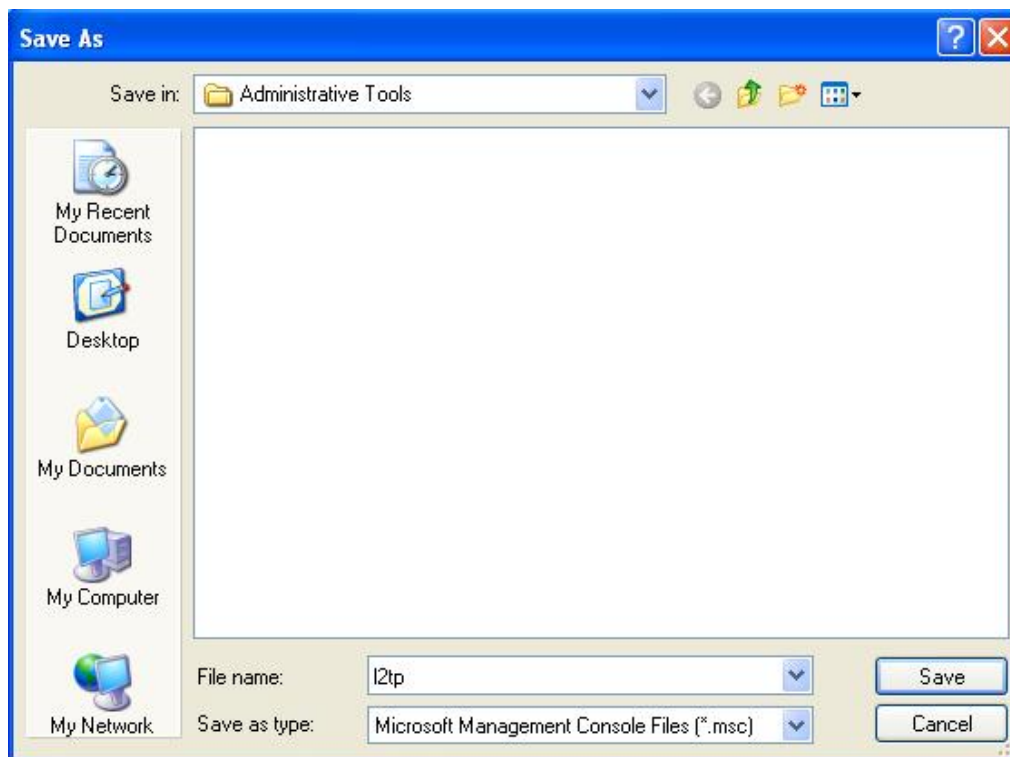 Save As
Save in: Administrative Tools
My Recent
Documents
Desktop
My Documents
My Computer
My Network
File name: l2tp Save
Save as type: Microsoft Management Console Files (*.msc) Cancel